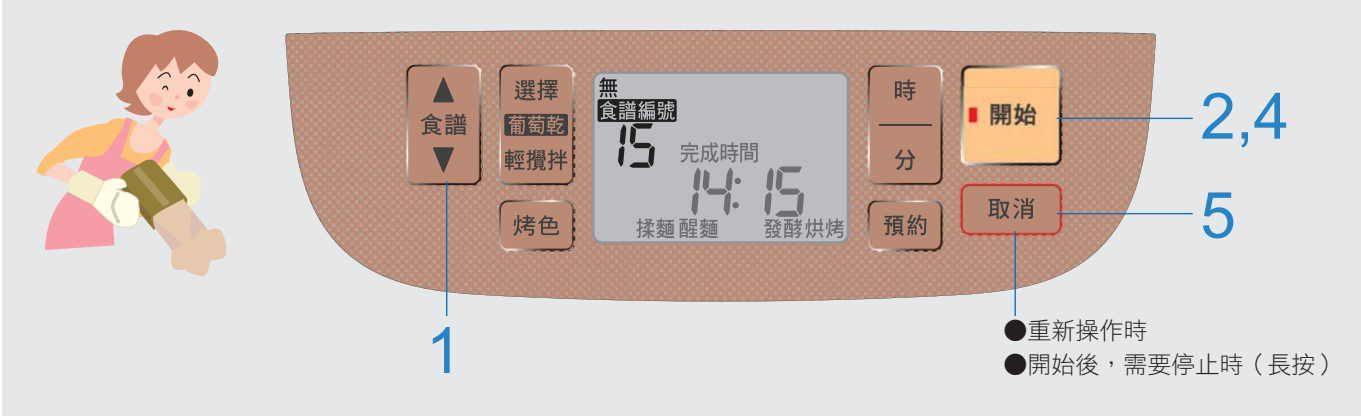 ▲
食譜
▼
選擇
葡萄乾
輕攪拌
烤色
無
食譜編號
15
完成時間
14:15
揉麵 醒麵 發酵 烘烤
時
分
預約
開始
取消
2,4
5
1
●重新操作時
●開始後，需要停止時（長按）